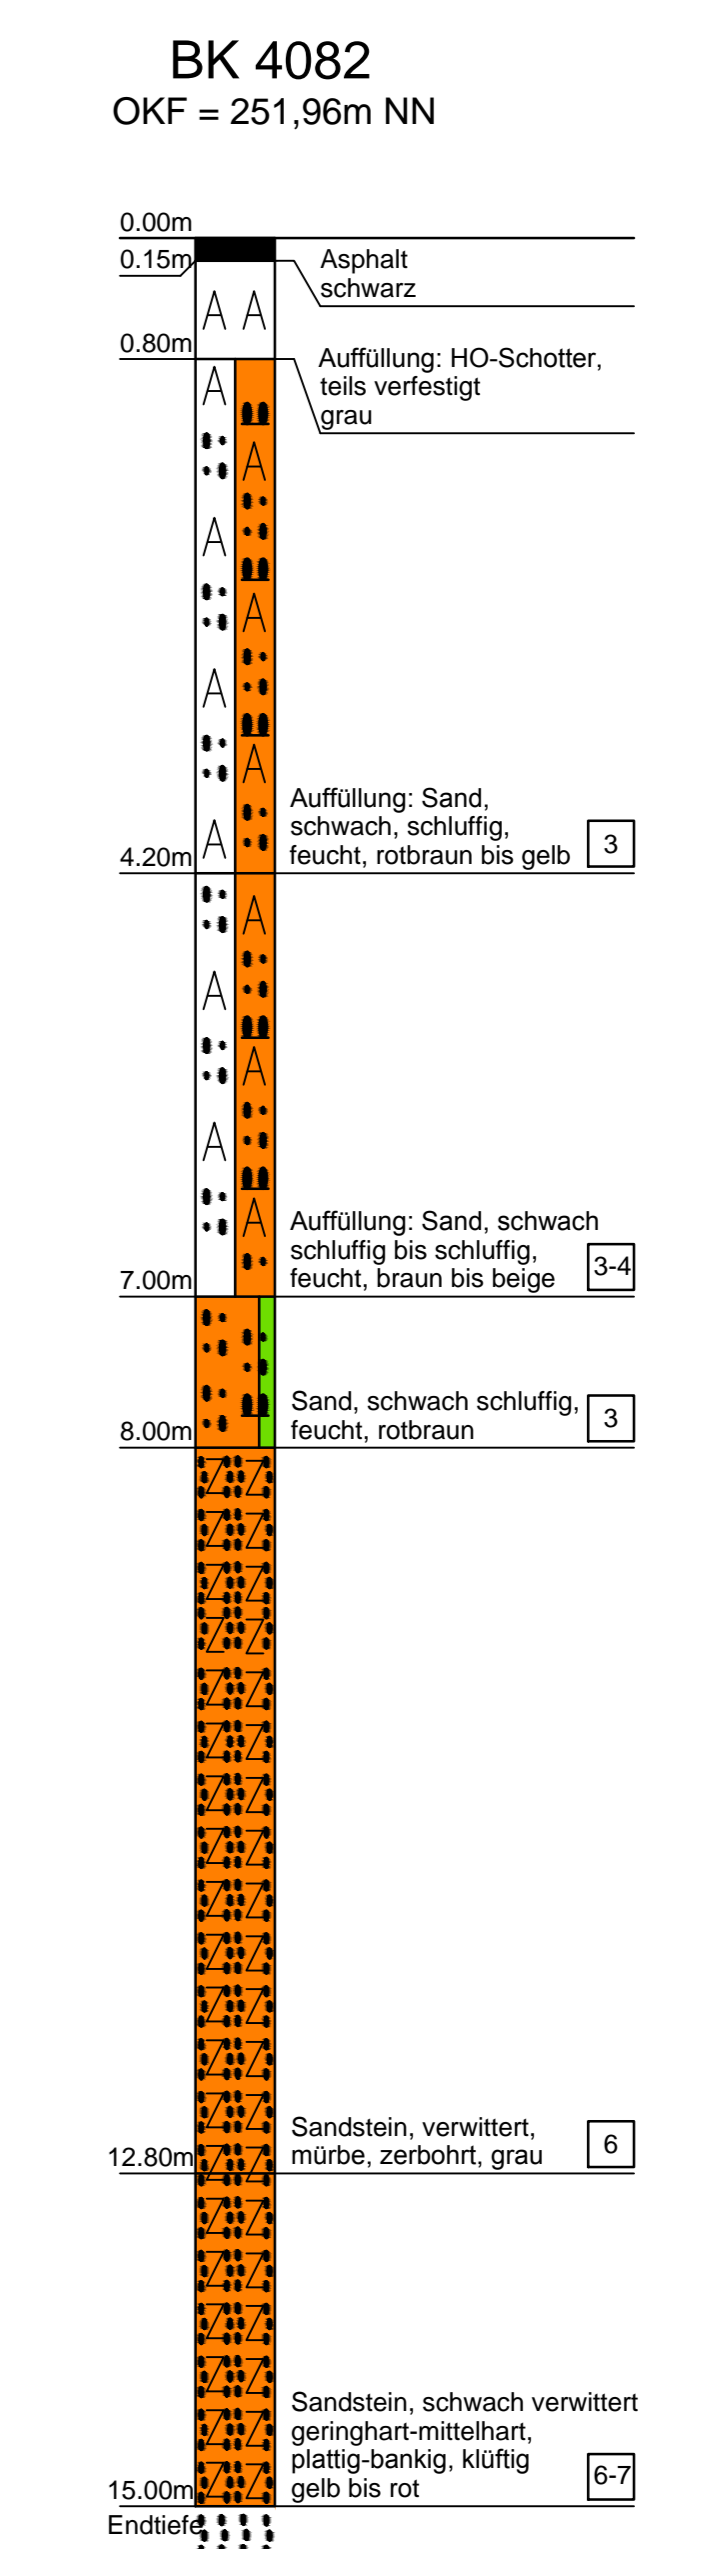 BK 4082
OKF = 251,96m NN
0.00m
0.15m
Asphalt
schwarz
A A
0.80m
Auffüllung: HO-Schotter,
teils verfestigt
grau
A
A
A
A
A
A
A
Auffüllung: Sand,
schwach, schluffig,
feucht, rotbraun bis gelb
3
4.20m
A
A
A
A
A
A
Auffüllung: Sand, schwach
schluffig bis schluffig,
feucht, braun bis beige
3-4
7.00m
Sand, schwach schluffig,
feucht, rotbraun
3
8.00m
Z Z
Z Z
Z Z
Z Z
Z Z
Z Z
Z Z
Z Z
Z Z
Z Z
Z Z
Z Z
Z Z
Sandstein, verwittert,
mürbe, zerbohrt, grau
6
12.80m
Z Z
Z Z
Z Z
Z Z
Z Z
Z Z
Z Z
Sandstein, schwach verwittert
geringhart-mittelhart,
plattig-bankig, klüftig
gelb bis rot
6-7
15.00m
Endtiefe